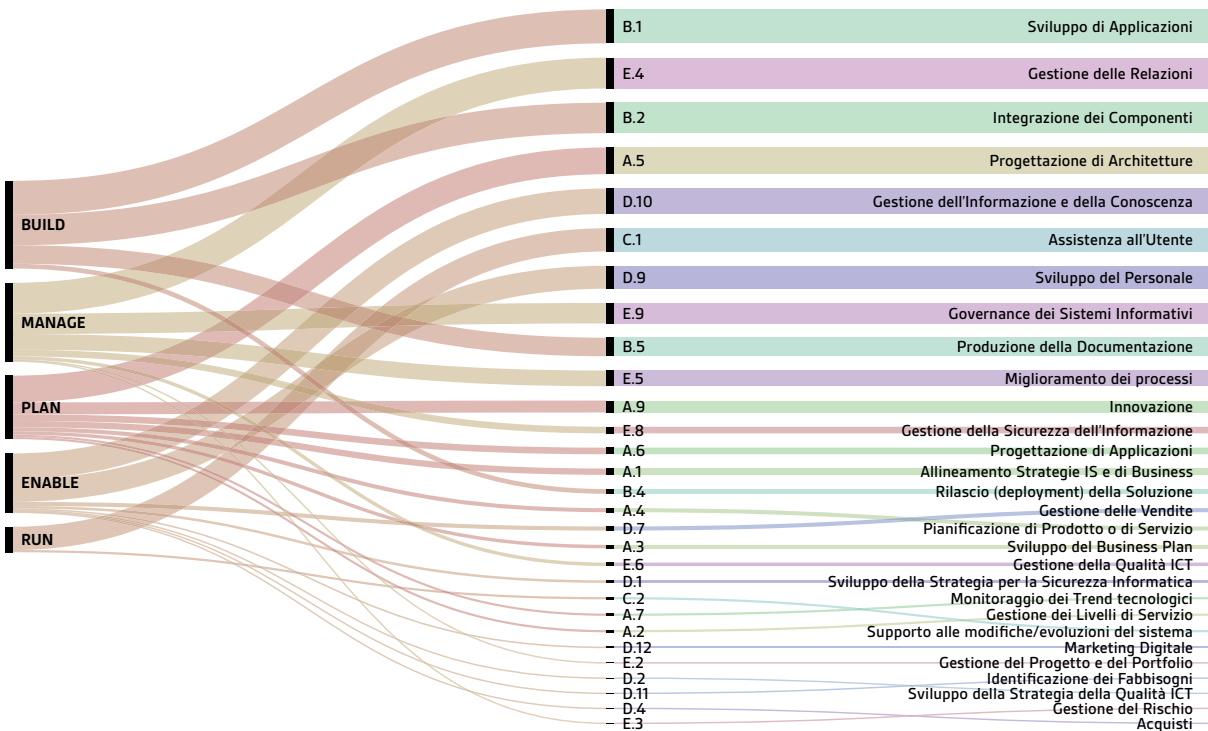 BUILD
MANAGE
PLAN
ENABLE
RUN
B.1 Sviluppo di Applicazioni
E.4 Gestione delle Relazioni
B.2 Integrazione dei Componenti
A.5 Progettazione di Architetture
D.10 Gestione dell'Informazione e della Conoscenza
C.1 Assistenza all'Utente
D.9 Sviluppo del Personale
E.9 Governance dei Sistemi Informativi
B.5 Produzione della Documentazione
E.5 Miglioramento dei processi
A.9 Innovazione
E.8 Gestione della Sicurezza dell'Informazione
A.6 Progettazione di Applicazioni
A.1 Allineamento Strategie IS e di Business
B.4 Rilascio (deployment) della Soluzione
A.4 Gestione delle Vendite
D.7 Pianificazione di Prodotto o di Servizio
A.3 Sviluppo del Business Plan
E.6 Gestione della Qualità ICT
D.1 Sviluppo della Strategia per la Sicurezza Informatica
C.2 Monitoraggio dei Trend tecnologici
A.7 Gestione dei Livelli di Servizio
A.2 Supporto alle modifiche/evoluzioni del sistema
D.12 Marketing Digitale
E.2 Gestione del Progetto e del Portfolio
D.2 Identificazione dei Fabbisogni
D.11 Sviluppo della Strategia della Qualità ICT
D.4 Gestione del Rischio
E.3 Acquisti